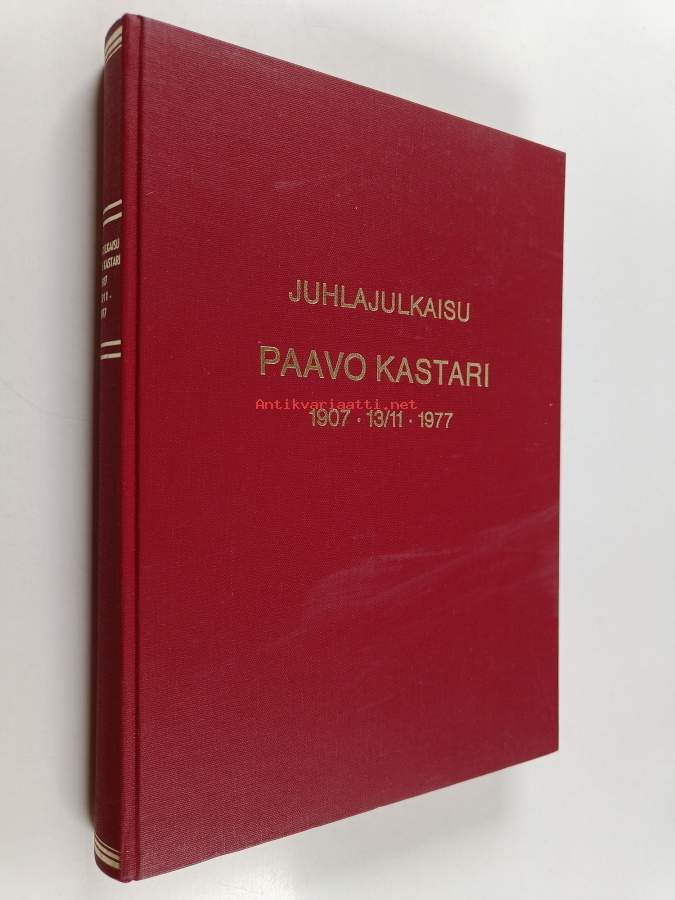 JUHLAJULKAISU
PAAVO KASTARI
Antikvariaatti.net
1907 · 13/11 · 1977